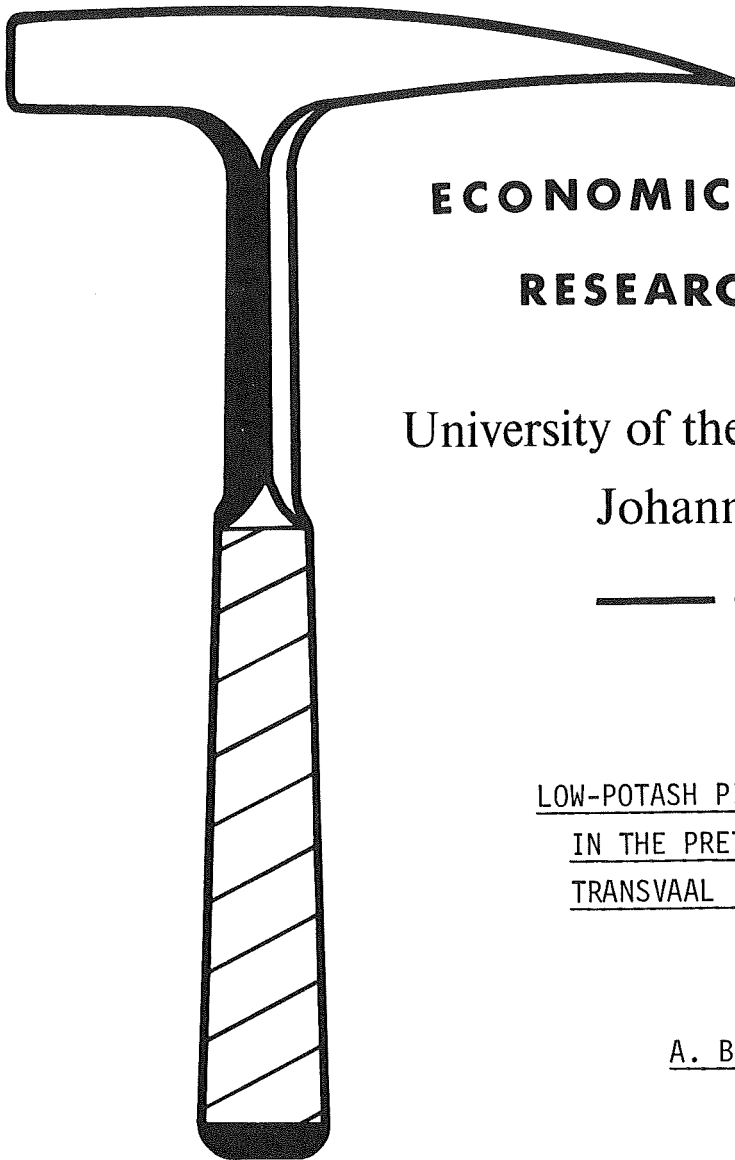 ECONOMIC
RESEARC
University of the
Johann
LOW-POTASH P
IN THE PRE
TRANSVAAL
A. B